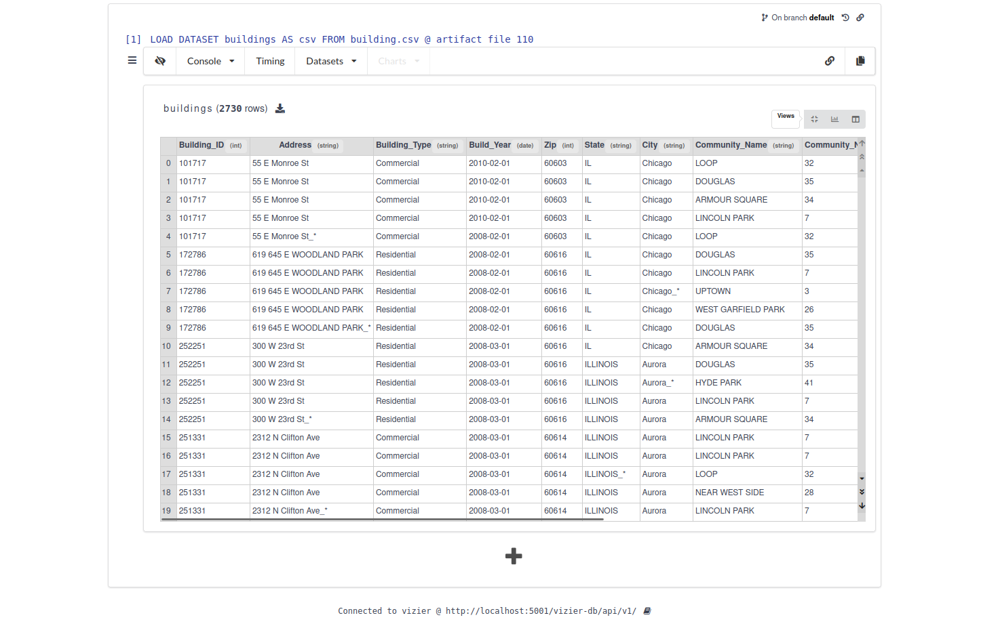 On branch default
[1] LOAD DATASET buildings AS csv FROM building.csv @ artifact file 110
Console Timing Datasets Charts
buildings (2730 rows)
Views
Building_ID (int) Address (string) Building_Type (string) Build_Year (date) Zip (int) State (string) City (string) Community_Name (string) Community_N
0 101717 55 E Monroe St Commercial 2010-02-01 60603 IL Chicago LOOP 32
1 101717 55 E Monroe St Commercial 2010-02-01 60603 IL Chicago DOUGLAS 35
2 101717 55 E Monroe St Commercial 2010-02-01 60603 IL Chicago ARMOUR SQUARE 34
3 101717 55 E Monroe St Commercial 2010-02-01 60603 IL Chicago LINCOLN PARK 7
4 101717 55 E Monroe St_* Commercial 2008-02-01 60603 IL Chicago LOOP 32
5 172786 619 645 E WOODLAND PARK Residential 2008-02-01 60616 IL Chicago DOUGLAS 35
6 172786 619 645 E WOODLAND PARK Residential 2008-02-01 60616 IL Chicago LINCOLN PARK 7
7 172786 619 645 E WOODLAND PARK Residential 2008-02-01 60616 IL Chicago_* UPTOWN 3
8 172786 619 645 E WOODLAND PARK Residential 2008-02-01 60616 IL Chicago WEST GARFIELD PARK 26
9 172786 619 645 E WOODLAND PARK_* Residential 2008-02-01 60616 IL Chicago DOUGLAS 35
10 252251 300 W 23rd St Residential 2008-03-01 60616 IL Chicago ARMOUR SQUARE 34
11 252251 300 W 23rd St Residential 2008-03-01 60616 ILLINOIS Aurora DOUGLAS 35
12 252251 300 W 23rd St Residential 2008-03-01 60616 ILLINOIS Aurora_* HYDE PARK 41
13 252251 300 W 23rd St Residential 2008-03-01 60616 ILLINOIS Aurora LINCOLN PARK 7
14 252251 300 W 23rd St_* Residential 2008-03-01 60616 ILLINOIS Aurora ARMOUR SQUARE 34
15 251331 2312 N Clifton Ave Commercial 2008-03-01 60614 ILLINOIS Aurora LINCOLN PARK 7
16 251331 2312 N Clifton Ave Commercial 2008-03-01 60614 ILLINOIS Aurora LINCOLN PARK 7
17 251331 2312 N Clifton Ave Commercial 2008-03-01 60614 ILLINOIS_* Aurora LOOP 32
18 251331 2312 N Clifton Ave Commercial 2008-03-01 60614 ILLINOIS Aurora NEAR WEST SIDE 28
19 251331 2312 N Clifton Ave_* Commercial 2008-03-01 60614 ILLINOIS Aurora LINCOLN PARK 7
Connected to vizier @ http://localhost:5001/vizier-db/api/v1/